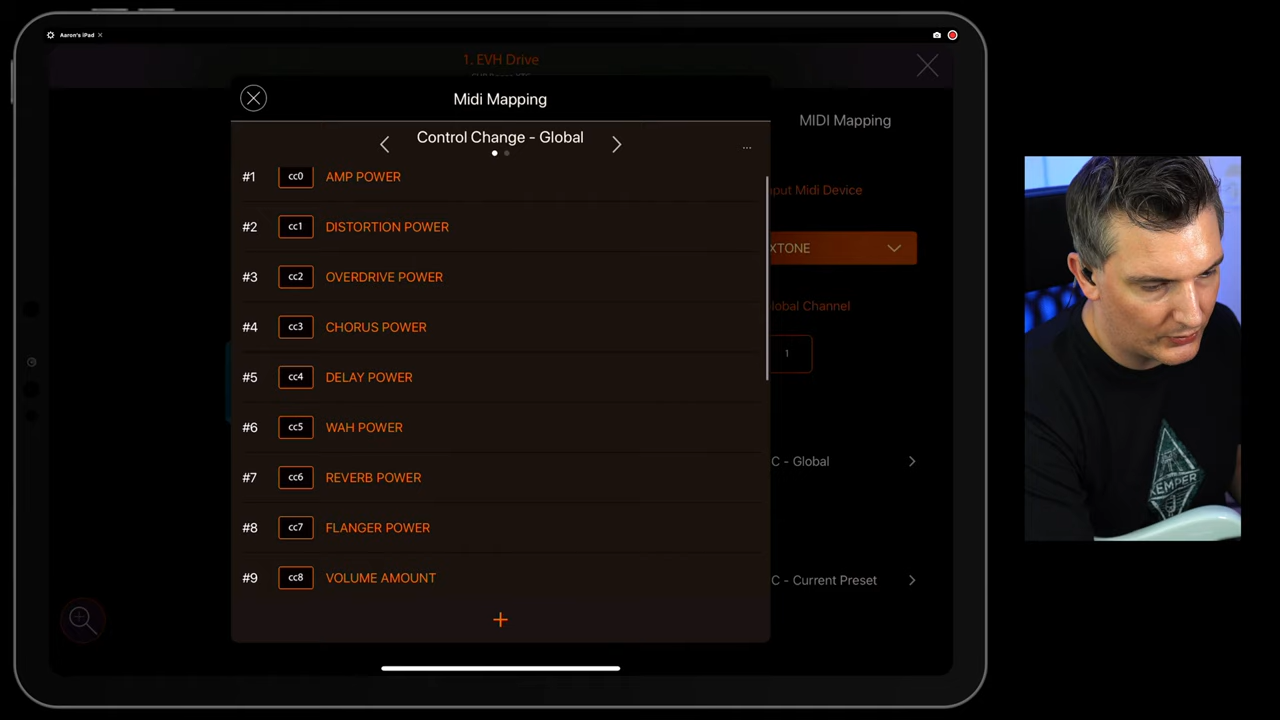 Aaron's iPad
1. EVH Drive
Midi Mapping
MIDI Mapping
Control Change - Global
...
#1 cc0 AMP POWER
#2 cc1 DISTORTION POWER
#3 cc2 OVERDRIVE POWER
#4 cc3 CHORUS POWER
#5 cc4 DELAY POWER
#6 cc5 WAH POWER
#7 cc6 REVERB POWER
#8 cc7 FLANGER POWER
#9 cc8 VOLUME AMOUNT
+
nput Midi Device
XTONE
lobal Channel
1
C - Global
C - Current Preset
KEMPER